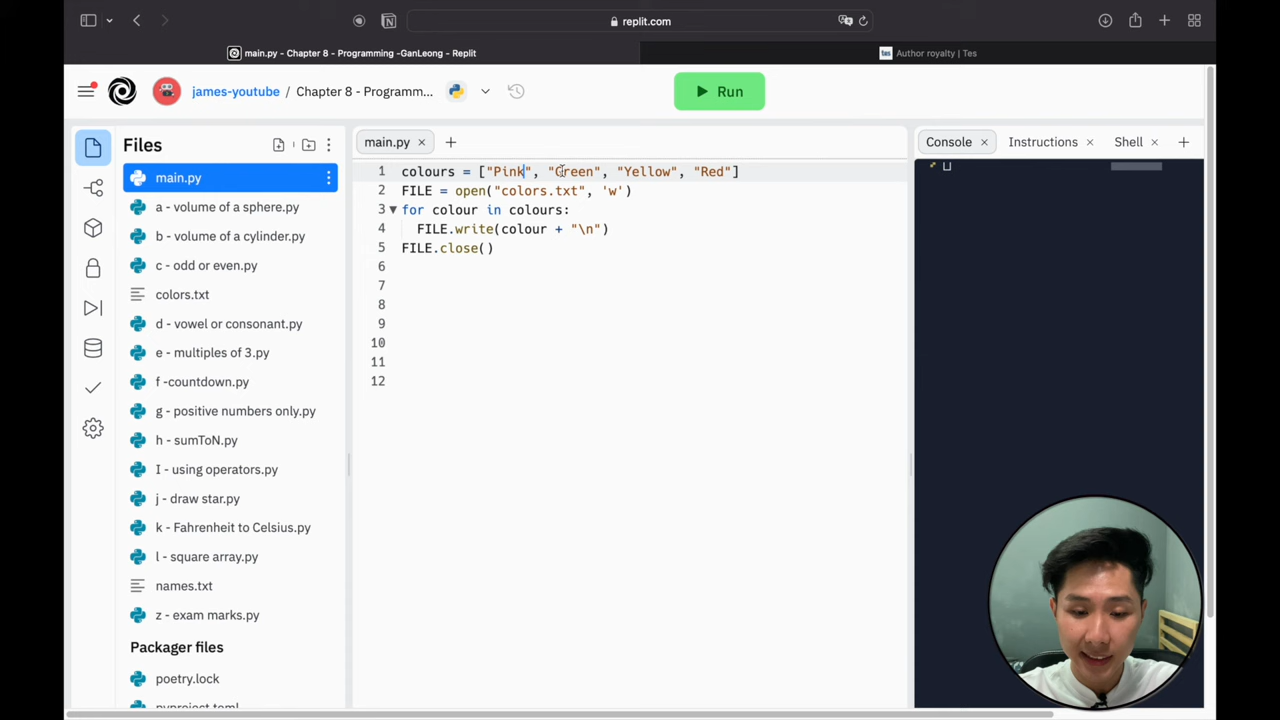 replit.com
main.py - Chapter 8 - Programming -GanLeong - Replit
tes Author royalty | Tes
james-youtube / Chapter 8 - Programm...
Run
Files
main.py
a - volume of a sphere.py
b - volume of a cylinder.py
c - odd or even.py
colors.txt
d - vowel or consonant.py
e - multiples of 3.py
f -countdown.py
g - positive numbers only.py
h - sumToN.py
I - using operators.py
j - draw star.py
k - Fahrenheit to Celsius.py
l - square array.py
names.txt
z - exam marks.py
Packager files
poetry.lock
pyproject.toml
main.py
1 colours = ["Pink", "Green", "Yellow", "Red"]
2 FILE = open("colors.txt", 'w')
3 for colour in colours:
4 FILE.write(colour + "\n")
5 FILE.close()
6
7
8
9
10
11
12
Console
Instructions
Shell